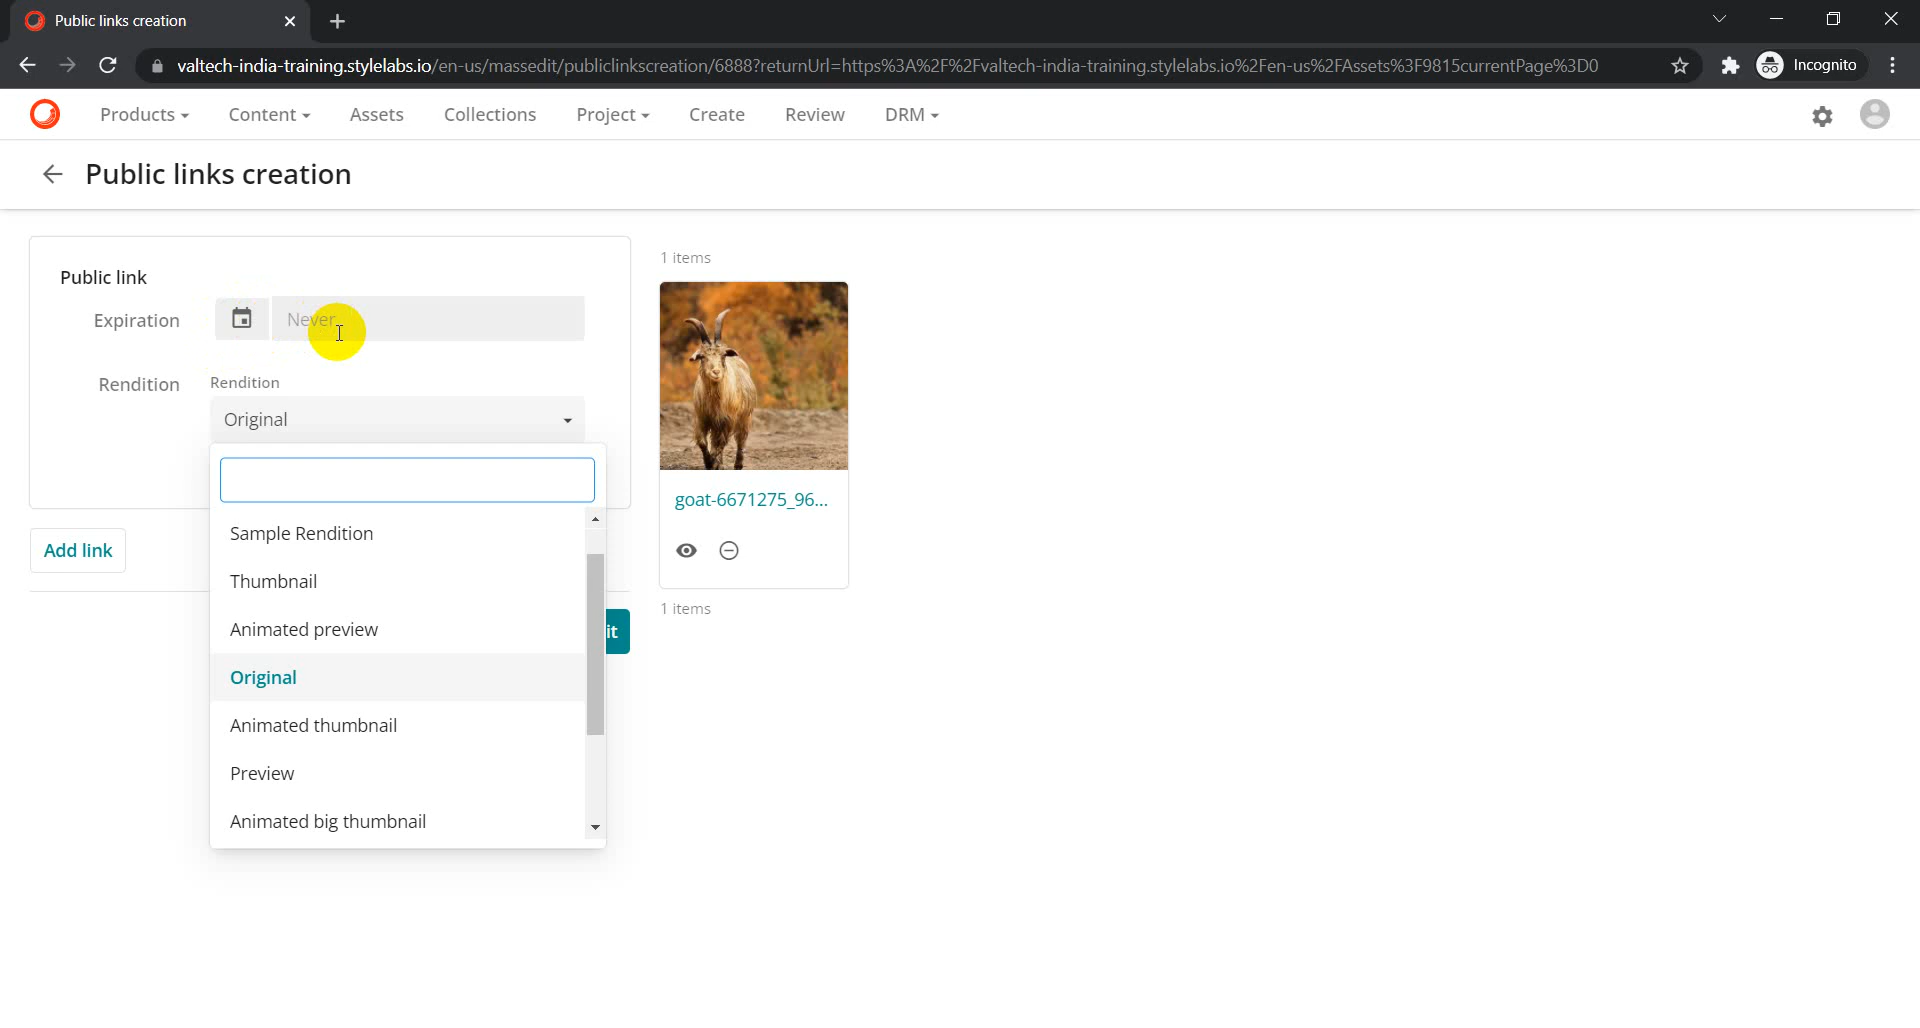 Public links creation
valtech-india-training.stylelabs.io/en-us/massedit/publiclinkscreation/6888?returnUrl=https%3A%2F%2Fvaltech-india-training.stylelabs.io%2Fen-us%2FAssets%3F9815currentPage%3D0
Incognito
Products Content Assets Collections Project Create Review DRM
Public links creation
Public link
Expiration Never
Rendition Rendition
Original
Sample Rendition
Thumbnail
Animated preview
Original
Animated thumbnail
Preview
Animated big thumbnail
Add link
it
1 items
goat-6671275_96...
1 items